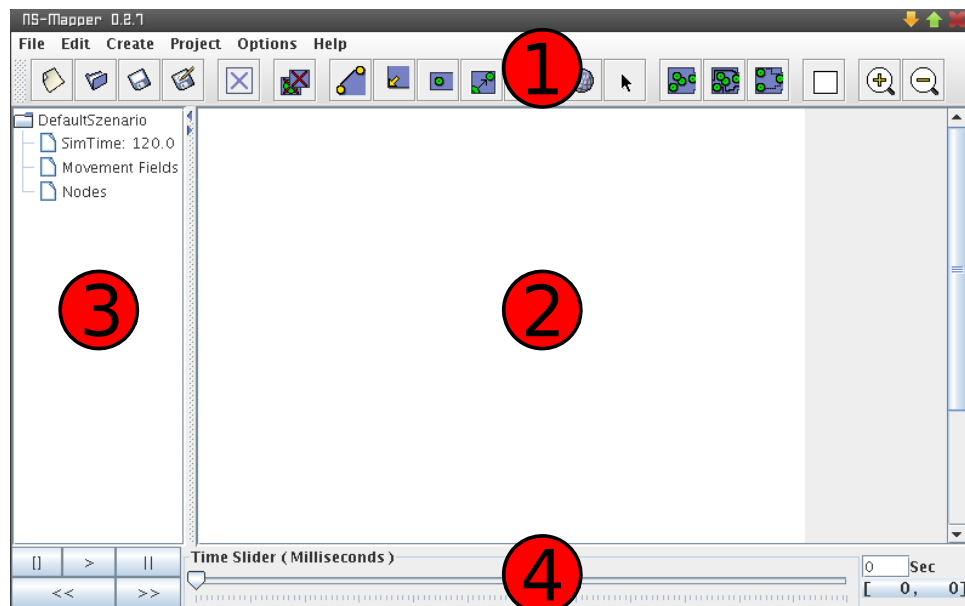 NS-Mapper 0.2.7
File Edit Create Project Options Help
1
DefaultSzenario
SimTime: 120.0
Movement Fields
Nodes
3
2
[] > ||
<< >>
Time Slider ( Milliseconds )
4
0 Sec
[ 0, 0]